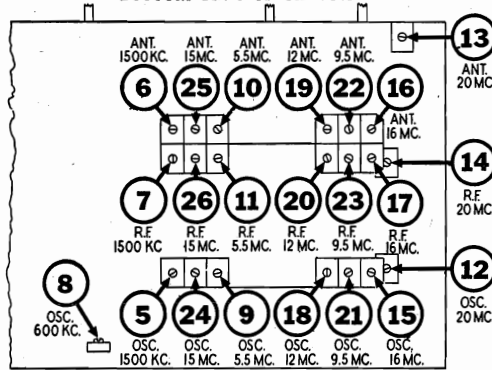 ANT. ANT. ANT. ANT. ANT.
1500 KC. 15 MC. 5.5 MC. 12 MC. 9.5 MC.
13
ANT.
20 MC.
6 25 10 19 22 16
ANT.
16 MC.
14
R.F.
20 MC.
7 26 11 20 23 17
R.F. R.F. R.F. R.F. R.F. R.F.
1500 KC 15 MC. 5.5 MC. 12 MC. 9.5 MC. 16 MC.
8
OSC.
600 KC.
12
OSC.
20 MC.
5 24 9 18 21 15
OSC. OSC. OSC. OSC. OSC. OSC.
1500 KC. 15 MC. 5.5 MC. 12 MC. 9.5 MC. 16 MC.